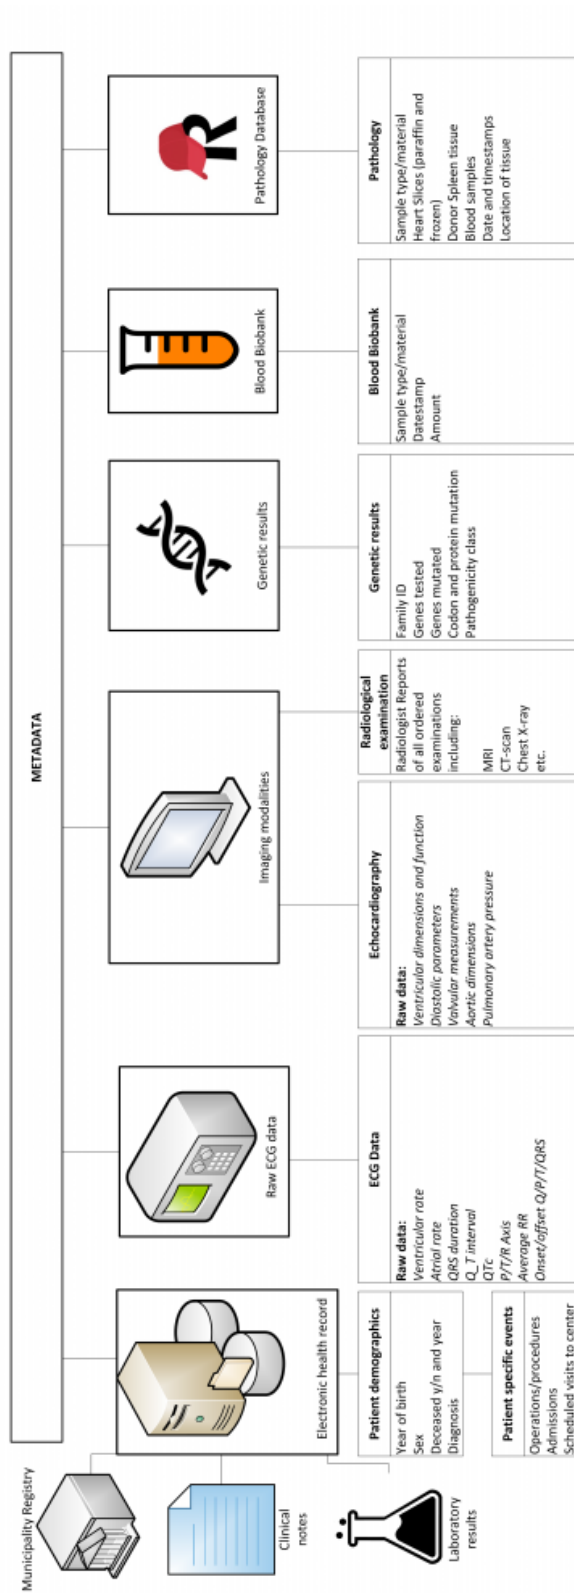 METADATA
Municipality Registry
Clinical
notes
Laboratory
results
Electronic health record
Raw ECG data
Imaging modalities
Genetic results
Blood Biobank
Pathology Database
R
Patient demographics
Year of birth
Sex
Deceased y/n and year
Diagnosis
Patient specific events
Operations/procedures
Admissions
Scheduled visits to center
ECG Data
Raw data:
Ventricular rate
Atrial rate
QRS duration
Q_T interval
QTc
P/T/R Axis
Average RR
Onset/offset Q/P/T/QRS
Echocardiography
Raw data:
Ventricular dimensions and function
Diastolic parameters
Valvular measurements
Aortic dimensions
Pulmonary artery pressure
Radiological
examination
Radiologist Reports
of all ordered
examinations
including:
MRI
CT-scan
Chest X-ray
etc.
Genetic results
Family ID
Genes tested
Genes mutated
Codon and protein mutation
Pathogenicity class
Blood Biobank
Sample type/material
Datestamp
Amount
Pathology
Sample type/material
Heart Slices (paraffin and
frozen)
Donor Spleen tissue
Blood samples
Date and timestamps
Location of tissue